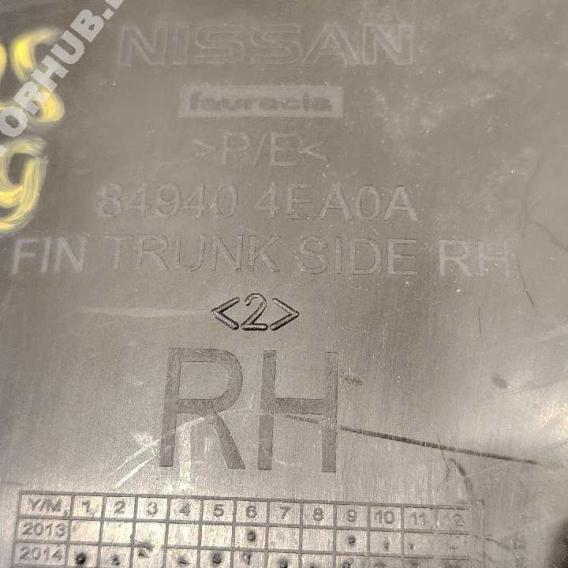 NISSAN
faurecia
>P/E<
84940 4EA0A
FIN TRUNK SIDE RH
<2>
RH
Y/M 1 2 3 4 5 6 7 8 9 10 11 12
2013
2014